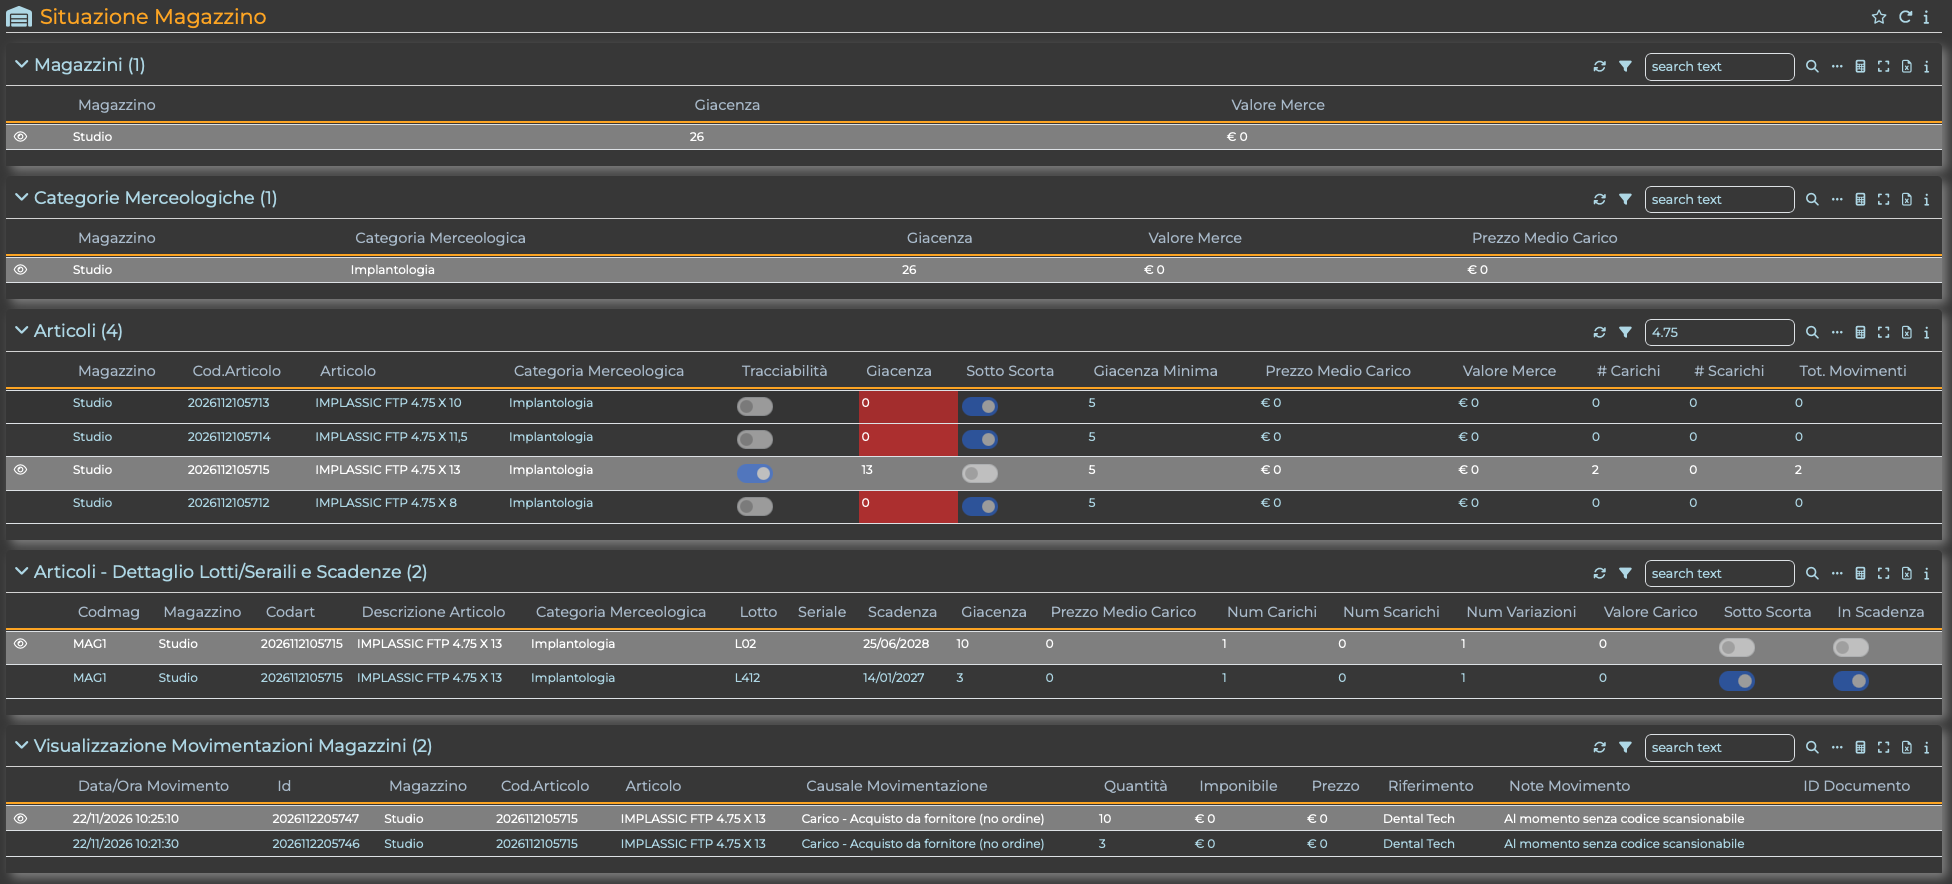 Situazione Magazzino
Magazzini (1)
search text
Magazzino Giacenza Valore Merce
Studio 26 € 0
Categorie Merceologiche (1)
search text
Magazzino Categoria Merceologica Giacenza Valore Merce Prezzo Medio Carico
Studio Implantologia 26 € 0 € 0
Articoli (4)
4.75
Magazzino Cod.Articolo Articolo Categoria Merceologica Tracciabilità Giacenza Sotto Scorta Giacenza Minima Prezzo Medio Carico Valore Merce # Carichi # Scarichi Tot. Movimenti
Studio 2026112105713 IMPLASSIC FTP 4.75 X 10 Implantologia 0 5 € 0 € 0 0 0 0
Studio 2026112105714 IMPLASSIC FTP 4.75 X 11,5 Implantologia 0 5 € 0 € 0 0 0 0
Studio 2026112105715 IMPLASSIC FTP 4.75 X 13 Implantologia 13 5 € 0 € 0 2 0 2
Studio 2026112105712 IMPLASSIC FTP 4.75 X 8 Implantologia 0 5 € 0 € 0 0 0 0
Articoli - Dettaglio Lotti/Seraili e Scadenze (2)
search text
Codmag Magazzino Codart Descrizione Articolo Categoria Merceologica Lotto Seriale Scadenza Giacenza Prezzo Medio Carico Num Carichi Num Scarichi Num Variazioni Valore Carico Sotto Scorta In Scadenza
MAG1 Studio 2026112105715 IMPLASSIC FTP 4.75 X 13 Implantologia L02 25/06/2028 10 0 1 0 1 0
MAG1 Studio 2026112105715 IMPLASSIC FTP 4.75 X 13 Implantologia L412 14/01/2027 3 0 1 0 1 0
Visualizzazione Movimentazioni Magazzini (2)
search text
Data/Ora Movimento Id Magazzino Cod.Articolo Articolo Causale Movimentazione Quantità Imponibile Prezzo Riferimento Note Movimento ID Documento
22/11/2026 10:25:10 2026112205747 Studio 2026112105715 IMPLASSIC FTP 4.75 X 13 Carico - Acquisto da fornitore (no ordine) 10 € 0 € 0 Dental Tech Al momento senza codice scansionabile
22/11/2026 10:21:30 2026112205746 Studio 2026112105715 IMPLASSIC FTP 4.75 X 13 Carico - Acquisto da fornitore (no ordine) 3 € 0 € 0 Dental Tech Al momento senza codice scansionabile